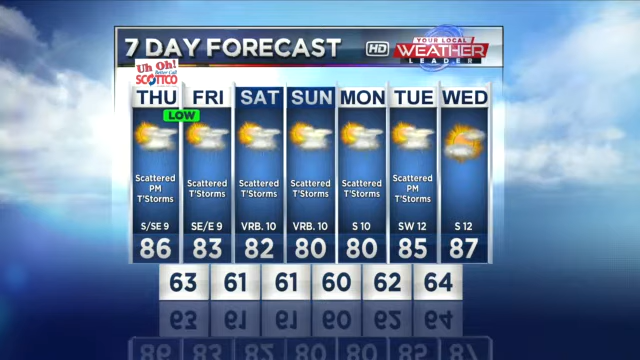 7 DAY FORECAST
HD
YOUR LOCAL
WEATHER
LEADER
Uh Oh!
Better Call
SCOTTCO
THU FRI SAT SUN MON TUE WED
LOW
Scattered PM T'Storms
Scattered T'Storms
Scattered T'Storms
Scattered T'Storms
Scattered T'Storms
Scattered PM T'Storms
S/SE 9 SE/E 9 VRB. 10 VRB. 10 S 10 SW 12 S 12
86 83 82 80 80 85 87
63 61 61 60 62 64